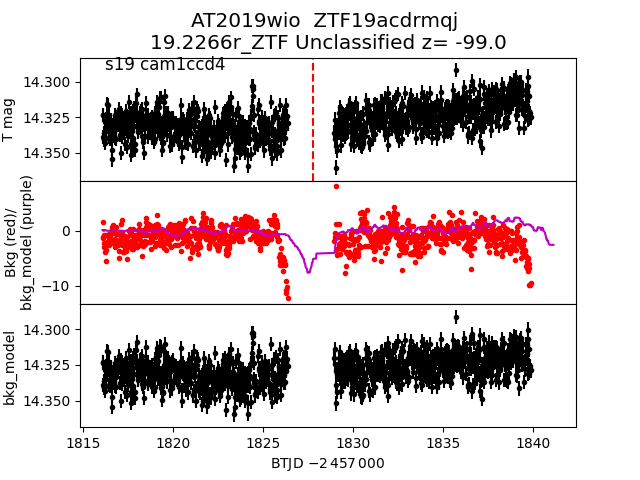 AT2019wio  ZTF19acdrmqj
19.2266r_ZTF Unclassified z= -99.0
s19 cam1ccd4
T mag
14.300
14.325
14.350
Bkg (red)/
bkg_model (purple)
0
−10
bkg_model
14.300
14.325
14.350
1815
1820
1825
1830
1835
1840
BTJD −2 457 000